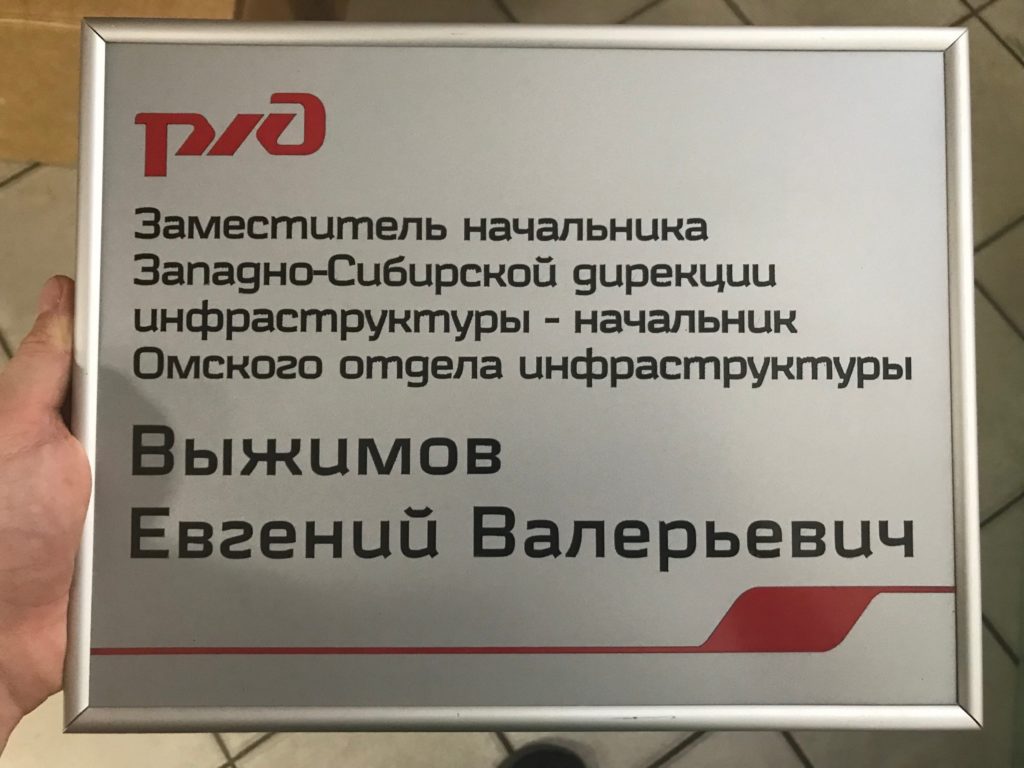 РЖД
Заместитель начальника
Западно-Сибирской дирекции
инфраструктуры - начальник
Омского отдела инфраструктуры
Выжимов
Евгений Валерьевич